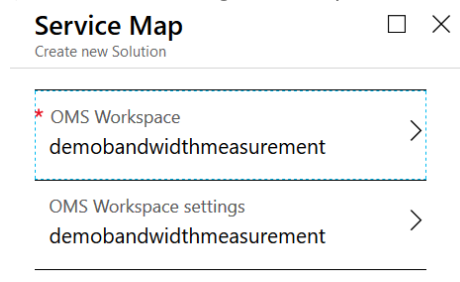 Service Map
Create new Solution
* OMS Workspace
demobandwidthmeasurement
OMS Workspace settings
demobandwidthmeasurement